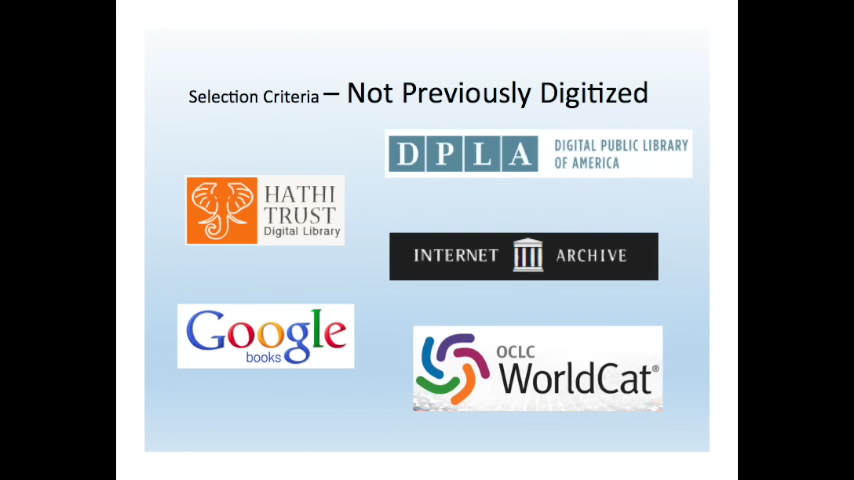 Selection Criteria – Not Previously Digitized
DPLA DIGITAL PUBLIC LIBRARY
OF AMERICA
HATHI
TRUST
Digital Library
INTERNET ARCHIVE
Google
books
OCLC
WorldCat®